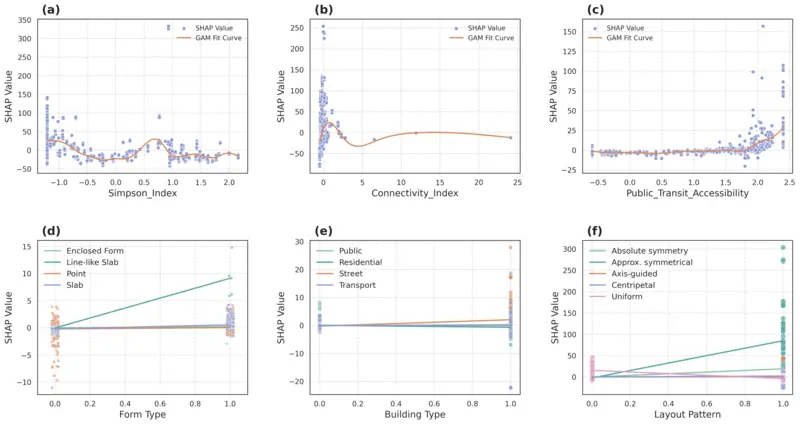 (a)
350
300
250
200
150
100
50
0
−50
SHAP Value
SHAP Value
GAM Fit Curve
−1.0 −0.5 0.0 0.5 1.0 1.5 2.0
Simpson_Index
(b)
250
200
150
100
50
0
−50
SHAP Value
SHAP Value
GAM Fit Curve
0 5 10 15 20 25
Connectivity_Index
(c)
150
125
100
75
50
25
0
−25
SHAP Value
SHAP Value
GAM Fit Curve
−0.5 0.0 0.5 1.0 1.5 2.0 2.5
Public_Transit_Accessibility
(d)
15
10
5
0
−5
−10
SHAP Value
Enclosed Form
Line-like Slab
Point
Slab
0.0 0.2 0.4 0.6 0.8 1.0
Form Type
(e)
30
20
10
0
−10
−20
SHAP Value
Public
Residential
Street
Transport
0.0 0.2 0.4 0.6 0.8 1.0
Building Type
(f)
300
250
200
150
100
50
0
SHAP Value
Absolute symmetry
Approx. symmetrical
Axis-guided
Centripetal
Uniform
0.0 0.2 0.4 0.6 0.8 1.0
Layout Pattern